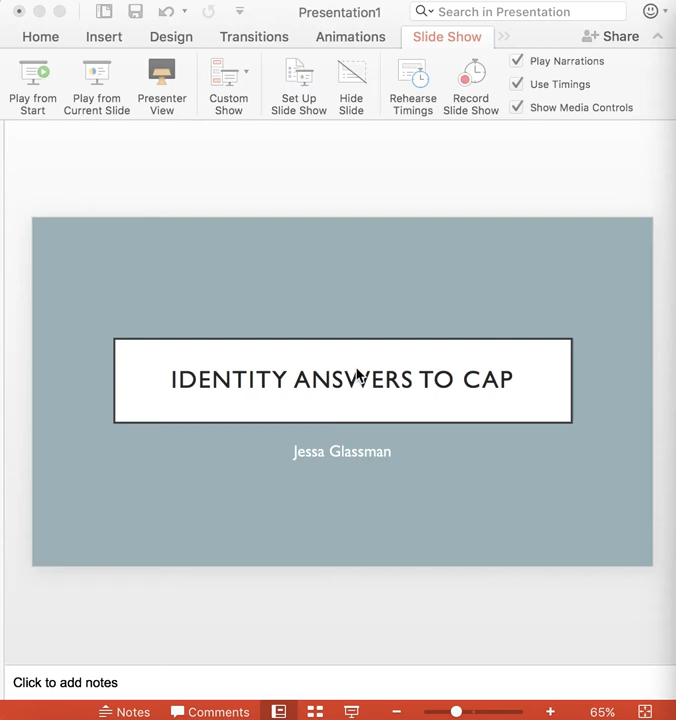 Presentation1
Search in Presentation
Home Insert Design Transitions Animations Slide Show Share
Play from Start
Play from Current Slide
Presenter View
Custom Show
Set Up Slide Show
Hide Slide
Rehearse Timings
Record Slide Show
Play Narrations
Use Timings
Show Media Controls
IDENTITY ANSWERS TO CAP
Jessa Glassman
Click to add notes
Notes Comments 65%